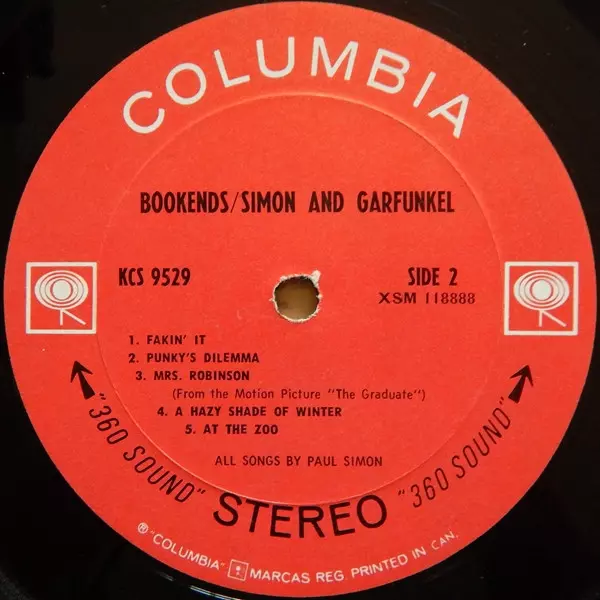 COLUMBIA
BOOKENDS/SIMON AND GARFUNKEL
KCS 9529
SIDE 2
XSM 118888
1. FAKIN' IT
2. PUNKY'S DILEMMA
3. MRS. ROBINSON
(From the Motion Picture "The Graduate")
4. A HAZY SHADE OF WINTER
5. AT THE ZOO
ALL SONGS BY PAUL SIMON
"360 SOUND" STEREO "360 SOUND"
® "COLUMBIA" MARCAS REG. PRINTED IN CAN.